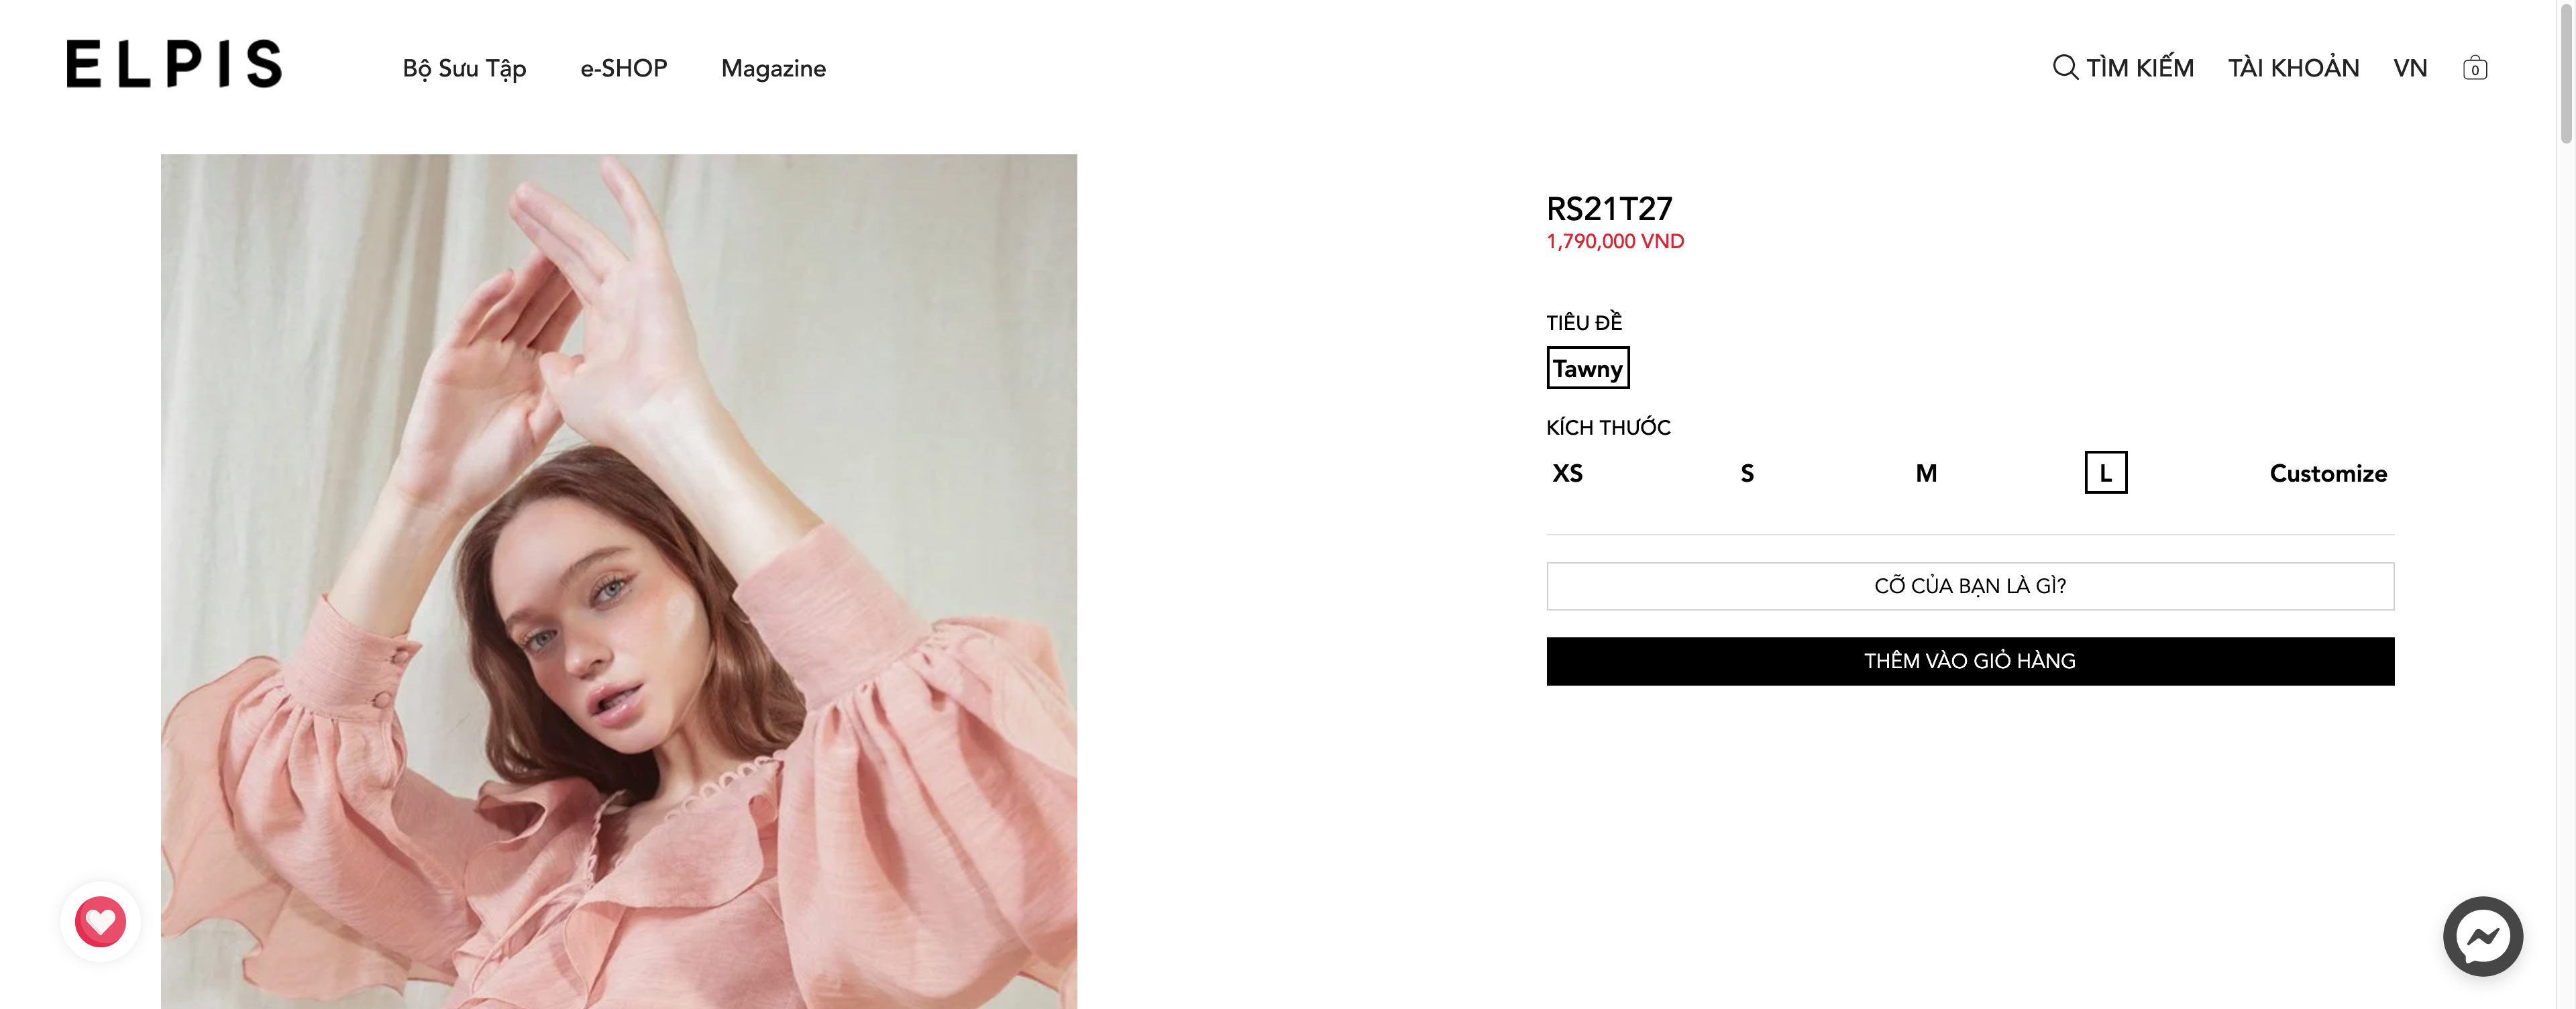 ELPIS
Bộ Sưu Tập e-SHOP Magazine
TÌM KIẾM TÀI KHOẢN VN 0
RS21T27
1,790,000 VND
TIÊU ĐỀ
Tawny
KÍCH THƯỚC
XS S M L Customize
CỠ CỦA BẠN LÀ GÌ?
THÊM VÀO GIỎ HÀNG